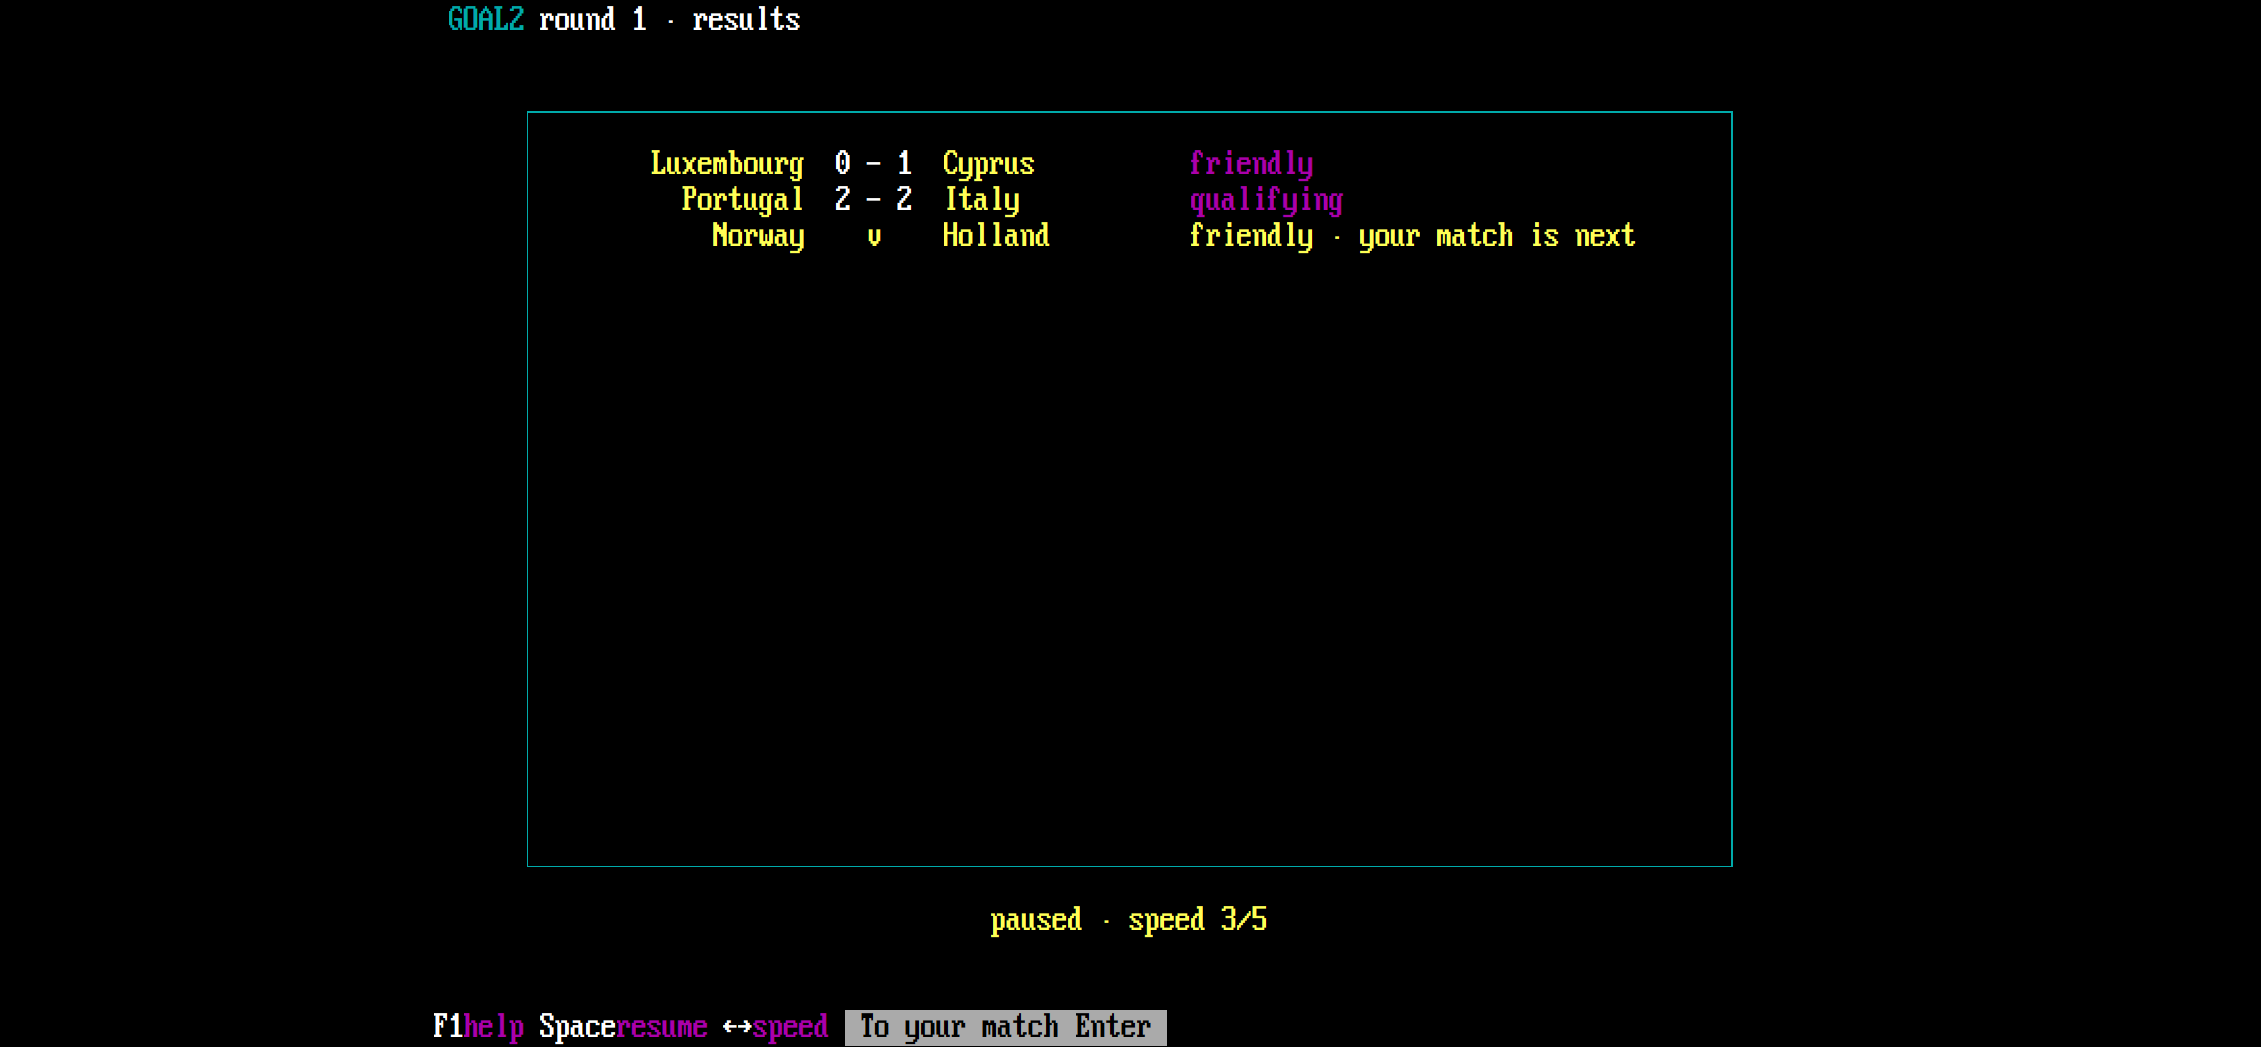 GOAL2 round 1 · results
Luxembourg 0 - 1 Cyprus friendly
Portugal 2 - 2 Italy qualifying
Norway v Holland friendly · your match is next
paused · speed 3/5
F1help Spaceresume ↔speed To your match Enter